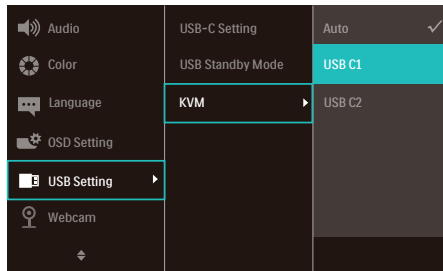 Audio
Color
Language
OSD Setting
USB Setting
Webcam
USB-C Setting
USB Standby Mode
KVM
Auto
USB C1
USB C2